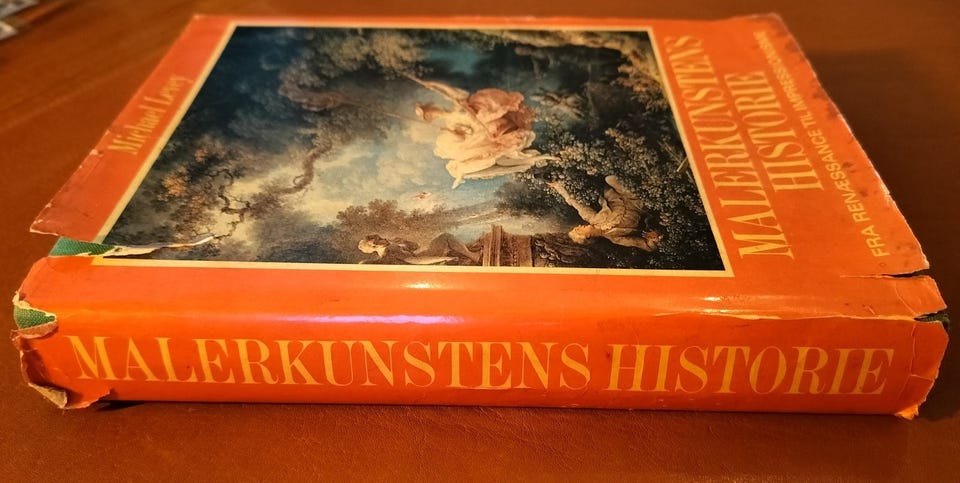 Michael Levey
MALERKUNSTENS
HISTORIE
FRA RENÆSSANCE TIL IMPRESSIONISME
MALERKUNSTENS HISTORIE